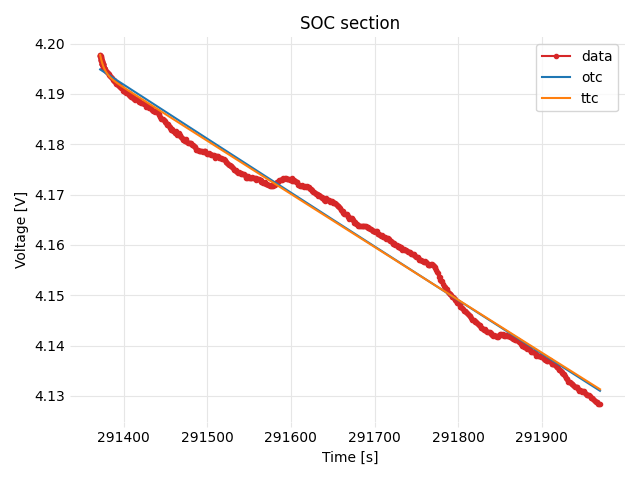 SOC section
data
otc
ttc
4.20
4.19
4.18
4.17
4.16
4.15
4.14
4.13
Voltage [V]
291400 291500 291600 291700 291800 291900
Time [s]